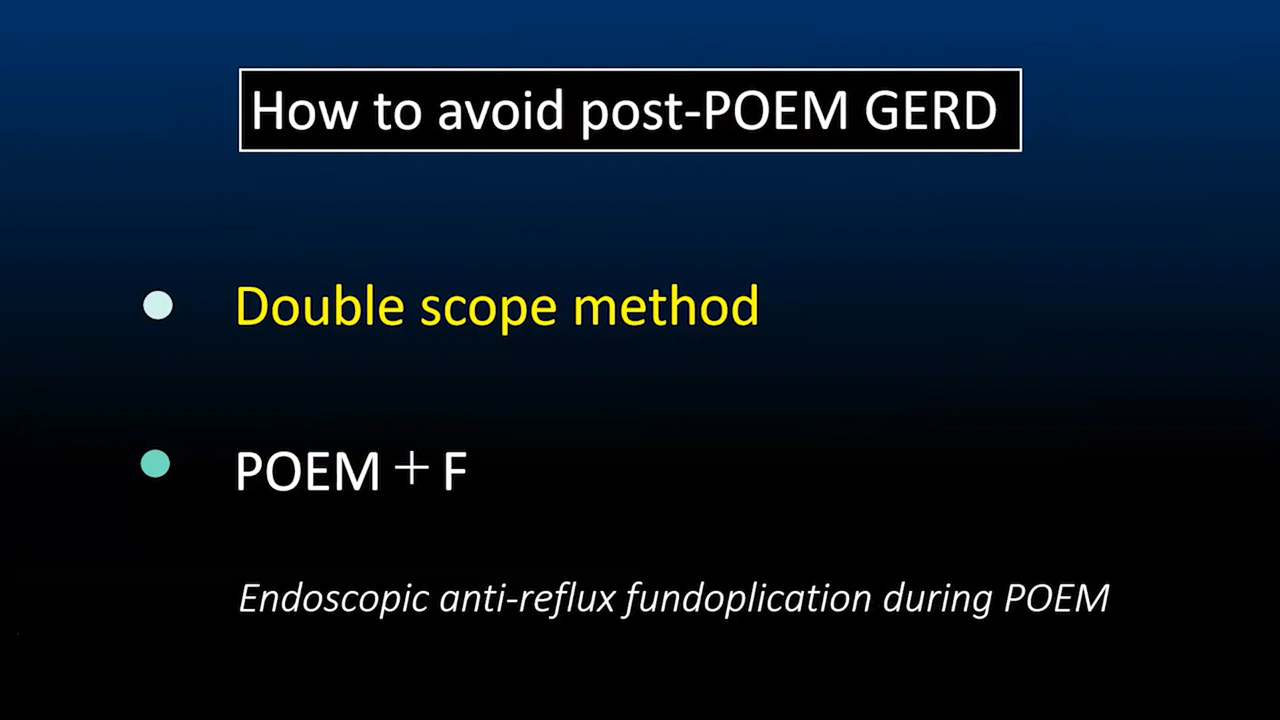 How to avoid post-POEM GERD
Double scope method
POEM + F
Endoscopic anti-reflux fundoplication during POEM